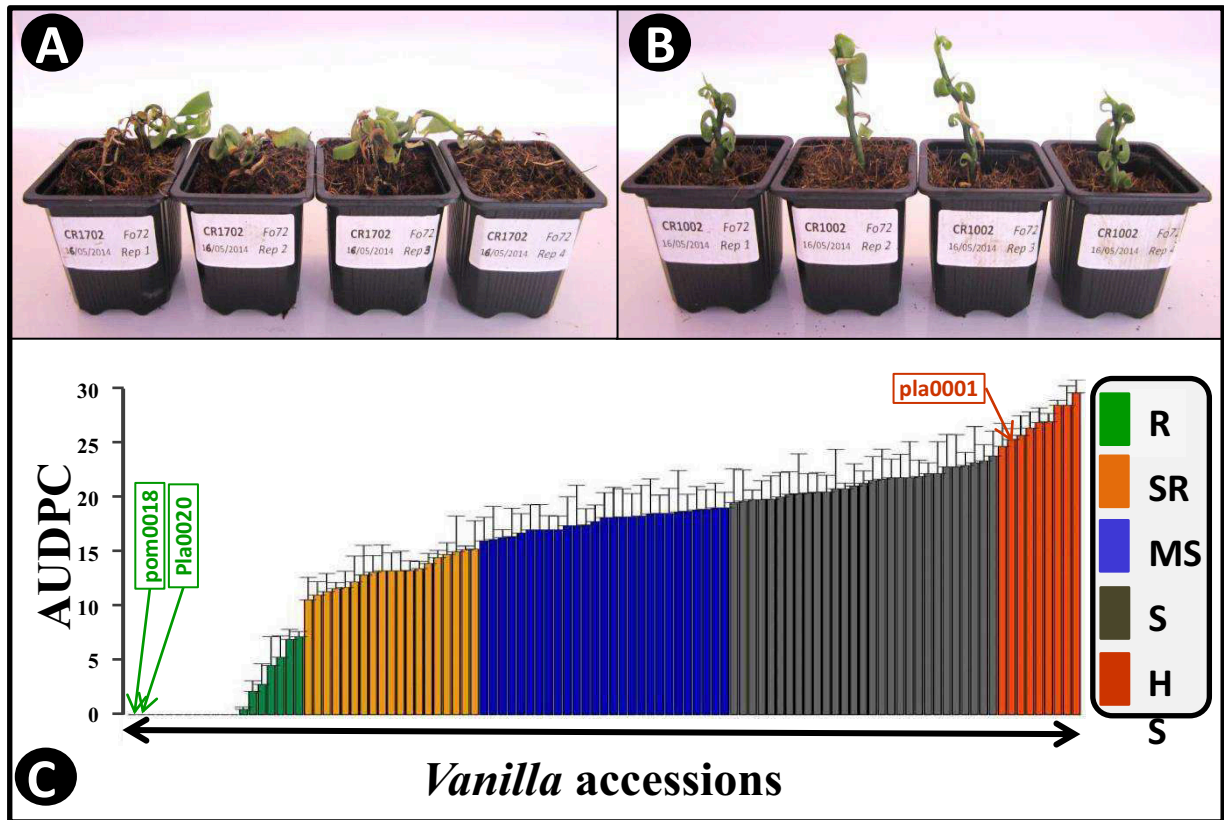 A
CR1702 Fo72
16/05/2014 Rep 1
CR1702 Fo72
16/05/2014 Rep 2
CR1702 Fo72
16/05/2014 Rep 3
CR1702 Fo72
16/05/2014 Rep 4
B
CR1002 Fo72
16/05/2014 Rep 1
CR1002 Fo72
16/05/2014 Rep 2
CR1002 Fo72
16/05/2014 Rep 3
CR1002 Fo72
16/05/2014 Rep 4
AUDPC
30
25
20
15
10
5
0
pom0018
Pla0020
pla0001
R
SR
MS
S
H
S
C
Vanilla accessions